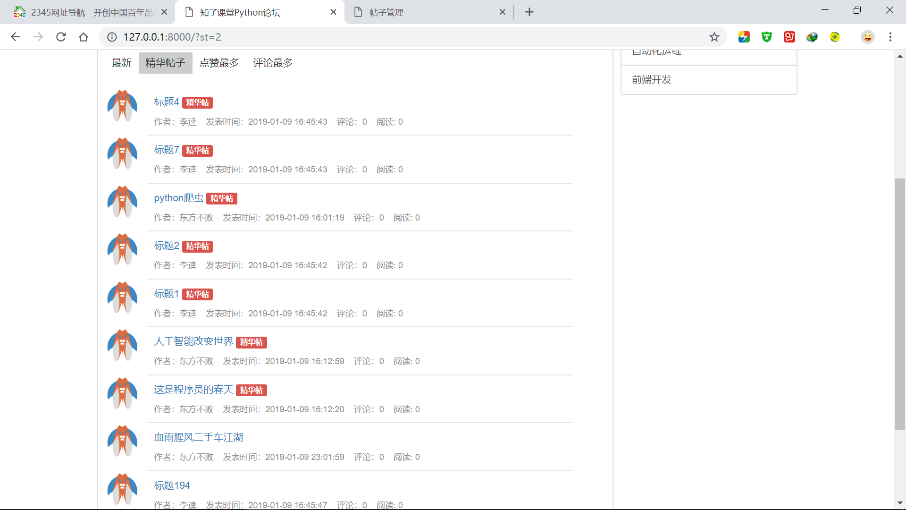 2345网址导航 - 开创中国百年品
知了课堂Python论坛
帖子管理
127.0.0.1:8000/?st=2
最新 精华帖子 点赞最多 评论最多
自动化运维
前端开发
标题4 精华帖
作者：李逵 发表时间：2019-01-09 16:45:43 评论：0 阅读: 0
标题7 精华帖
作者：李逵 发表时间：2019-01-09 16:45:43 评论：0 阅读: 0
python爬虫 精华帖
作者：东方不败 发表时间：2019-01-09 16:01:19 评论：0 阅读: 0
标题2 精华帖
作者：李逵 发表时间：2019-01-09 16:45:42 评论：0 阅读: 0
标题1 精华帖
作者：李逵 发表时间：2019-01-09 16:45:42 评论：0 阅读: 0
人工智能改变世界 精华帖
作者：东方不败 发表时间：2019-01-09 16:12:59 评论：0 阅读: 0
这是程序员的春天 精华帖
作者：东方不败 发表时间：2019-01-09 16:12:20 评论：0 阅读: 0
血雨腥风二千车江湖
作者：东方不败 发表时间：2019-01-09 23:01:59 评论：0 阅读: 0
标题194
作者：李逵 发表时间：2019-01-09 16:45:47 评论：0 阅读: 0